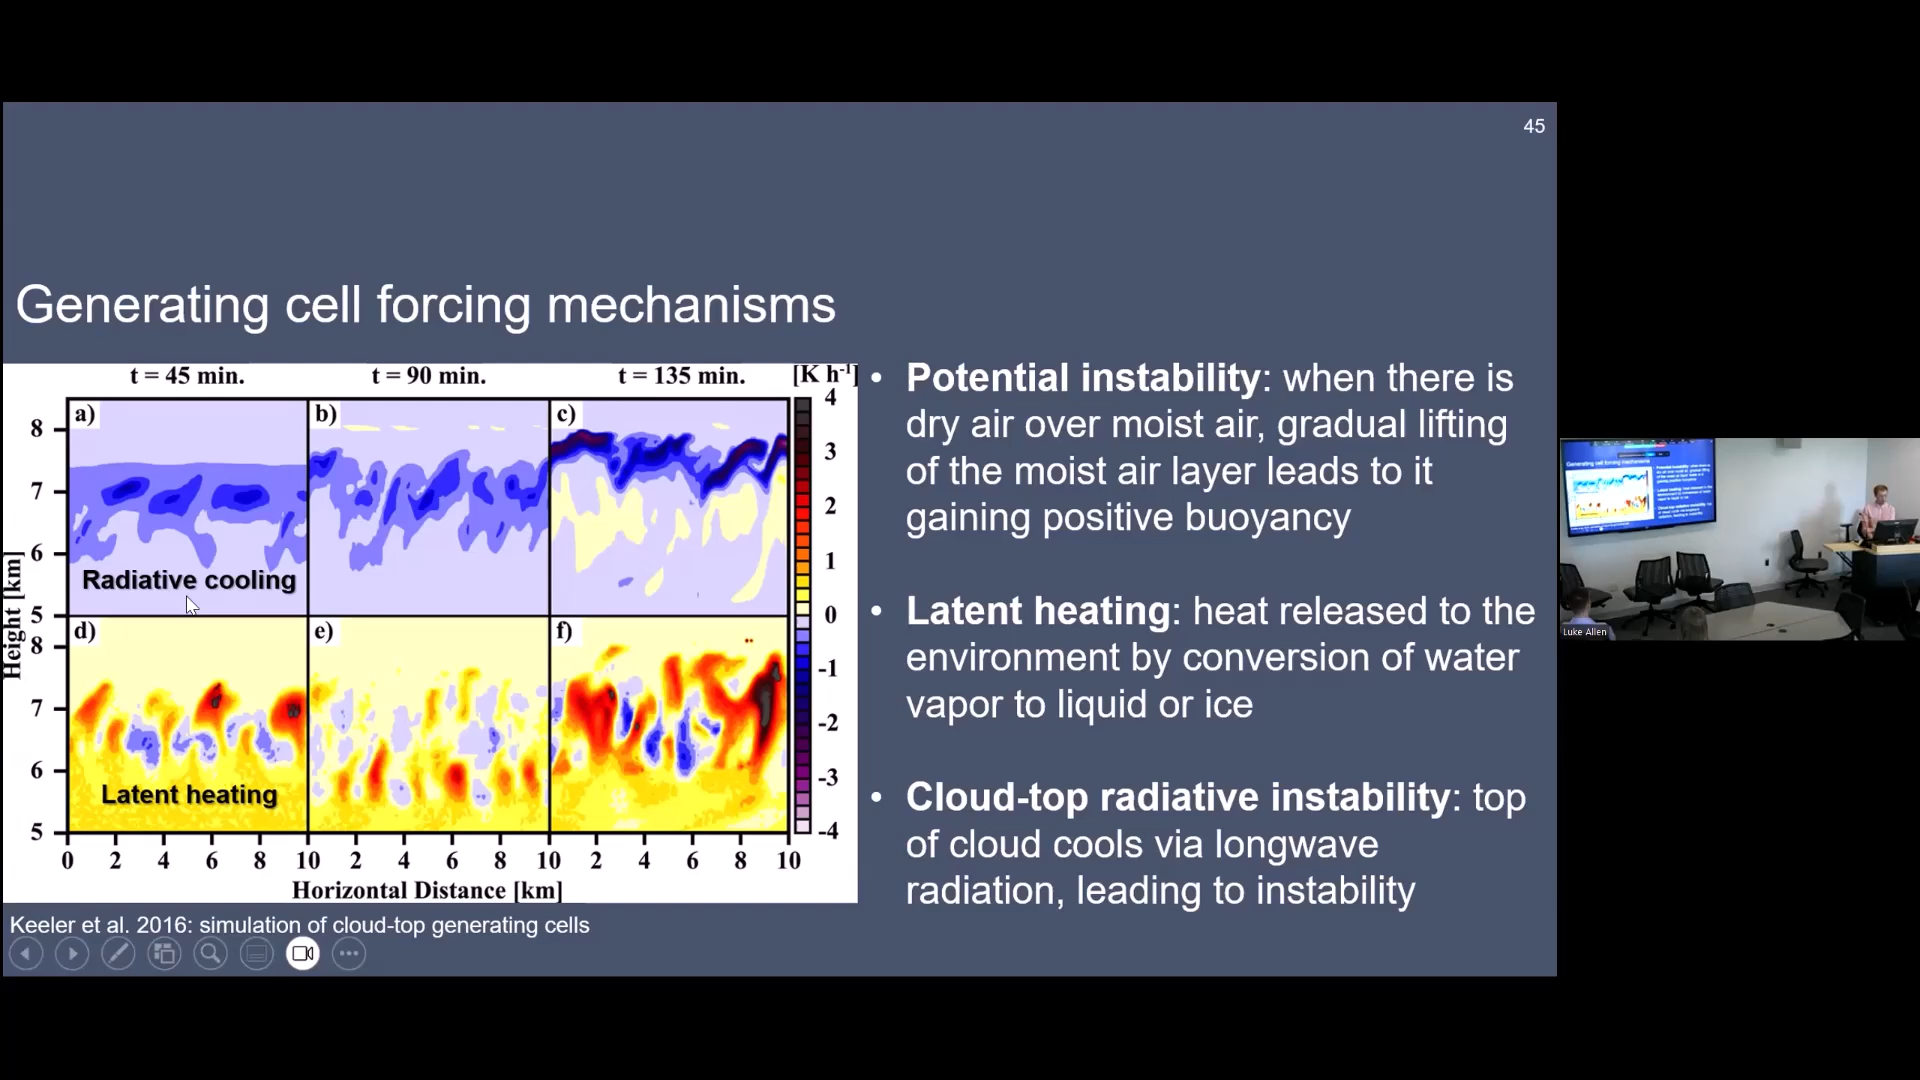 45
Generating cell forcing mechanisms
t = 45 min.
t = 90 min.
t = 135 min.
[K h⁻¹]
a)
b)
c)
8
7
6
5
Radiative cooling
d)
e)
f)
8
7
6
5
Latent heating
Height [km]
4
3
2
1
0
-1
-2
-3
-4
0 2 4 6 8 10 2 4 6 8 10 2 4 6 8 10
Horizontal Distance [km]
Keeler et al. 2016: simulation of cloud-top generating cells
• Potential instability: when there is
dry air over moist air, gradual lifting
of the moist air layer leads to it
gaining positive buoyancy
• Latent heating: heat released to the
environment by conversion of water
vapor to liquid or ice
• Cloud-top radiative instability: top
of cloud cools via longwave
radiation, leading to instability
Generating cell forcing mechanisms
Luke Allen